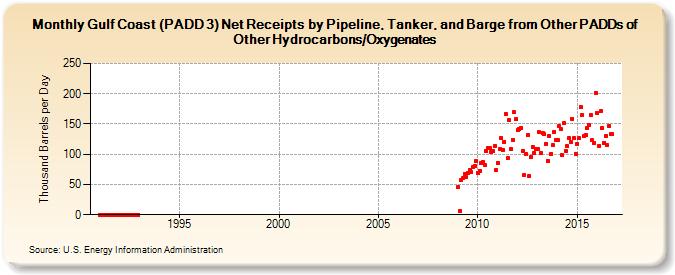 Monthly Gulf Coast (PADD 3) Net Receipts by Pipeline, Tanker, and Barge from Other PADDs of
Other Hydrocarbons/Oxygenates
Thousand Barrels per Day
250
200
150
100
50
0
1995
2000
2005
2010
2015
Source: U.S. Energy Information Administration